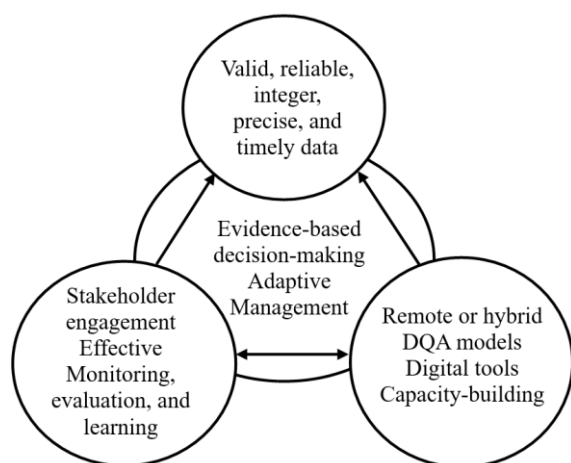 Valid, reliable,
integer,
precise, and
timely data
Evidence-based
decision-making
Adaptive
Management
Stakeholder
engagement
Effective
Monitoring,
evaluation, and
learning
Remote or hybrid
DQA models
Digital tools
Capacity-building